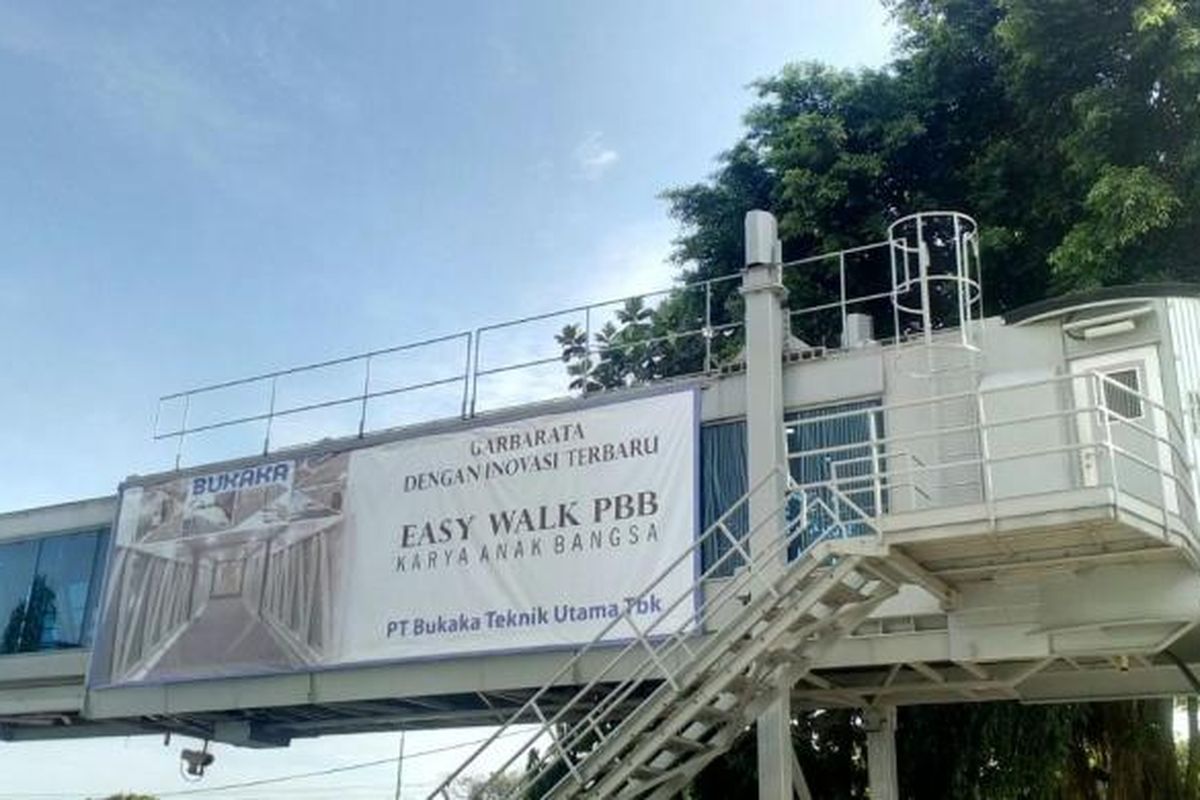 BUKAKA
GARBARATA
DENGAN INOVASI TERBARU
EASY WALK PBB
KARYA ANAK BANGSA
PT Bukaka Teknik Utama Tbk